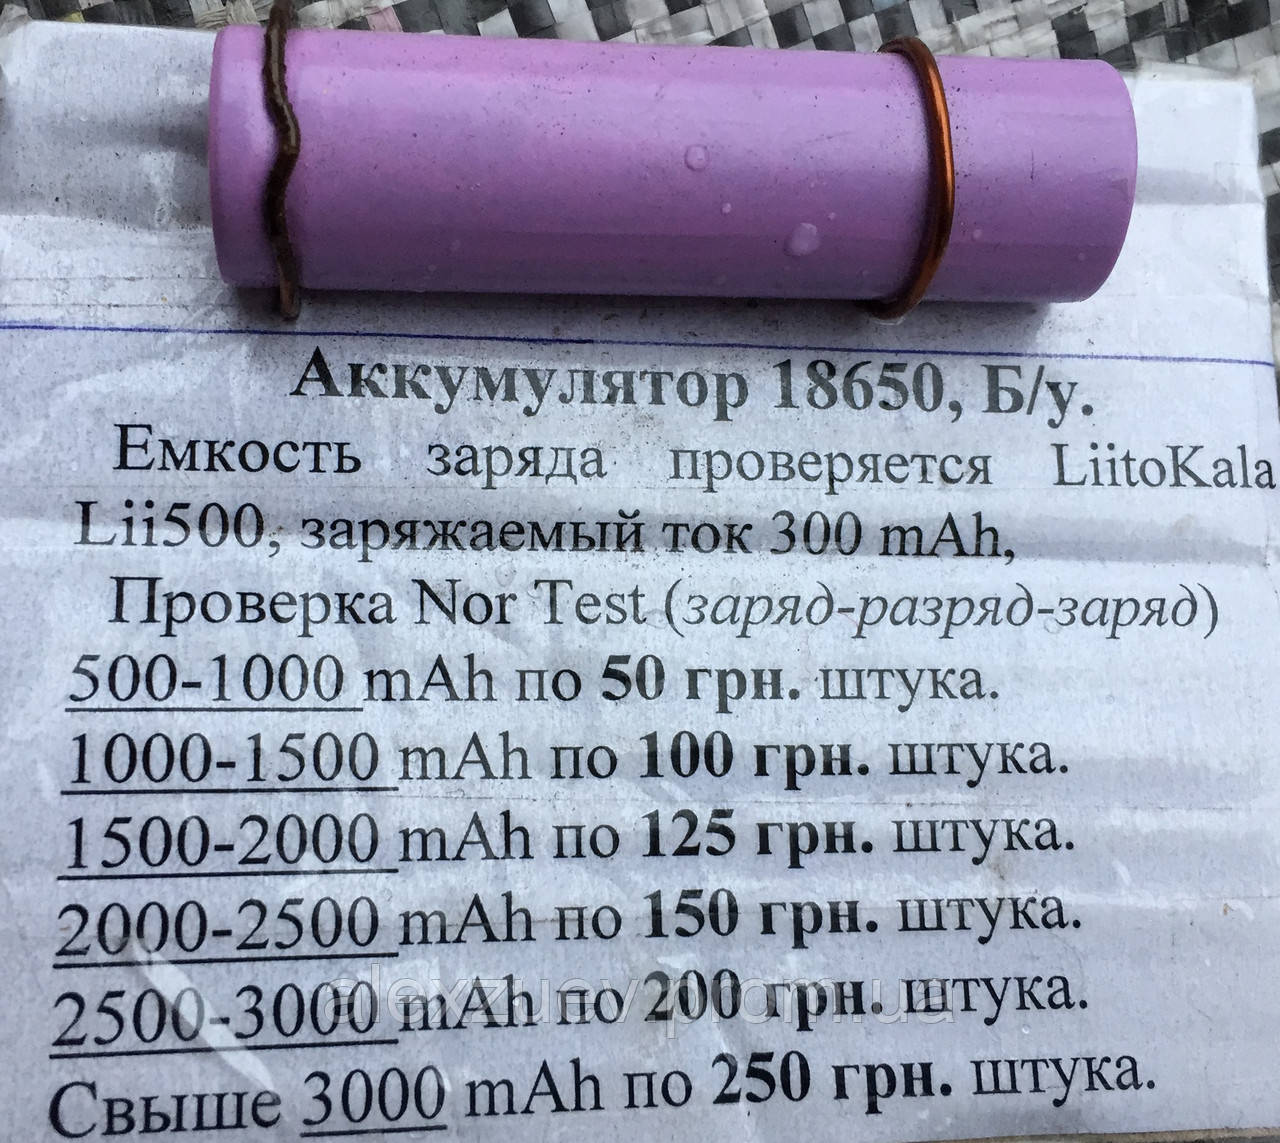 Аккумулятор 18650, Б/у.
Емкость заряда проверяется LiitoKala
Lii500, заряжаемый ток 300 mAh,
Проверка Nor Test (заряд-разряд-заряд)
500-1000 mAh по 50 грн. штука.
1000-1500 mAh по 100 грн. штука.
1500-2000 mAh по 125 грн. штука.
2000-2500 mAh по 150 грн. штука.
2500-3000 mAh по 200 грн. штука.
alexzuev.prom.ua
Свыше 3000 mAh по 250 грн. штука.